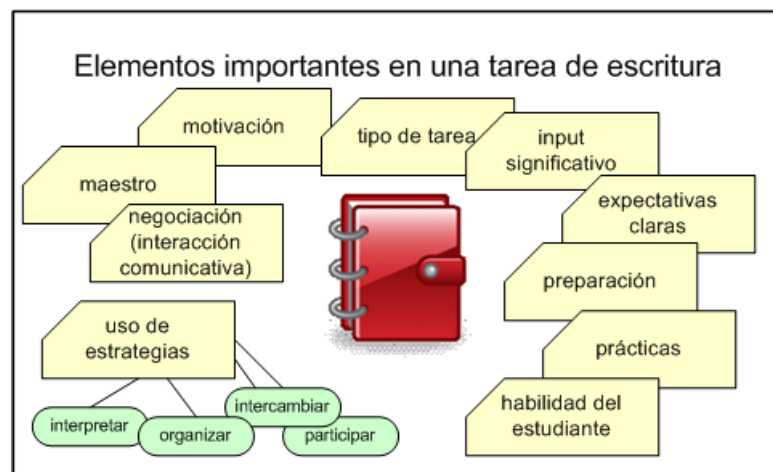 Elementos importantes en una tarea de escritura
motivación
tipo de tarea
input
significativo
maestro
expectativas
claras
negociación
(interacción
comunicativa)
preparación
uso de
estrategias
prácticas
habilidad del
estudiante
interpretar
organizar
intercambiar
participar